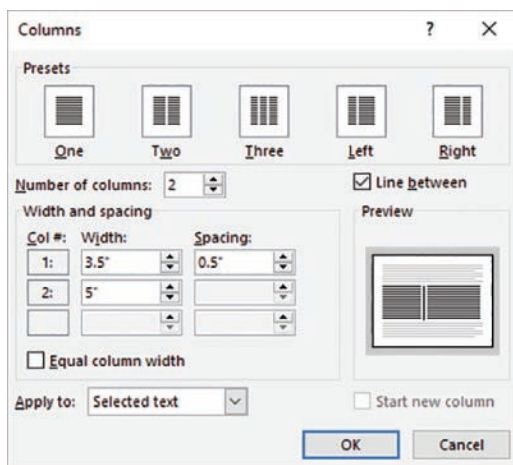 Columns ? ×
Presets
One Two Three Left Right
Number of columns: 2 Line between
Width and spacing Preview
Col #: Width: Spacing:
1: 3.5" 0.5"
2: 5"
Equal column width
Apply to: Selected text Start new column
OK Cancel